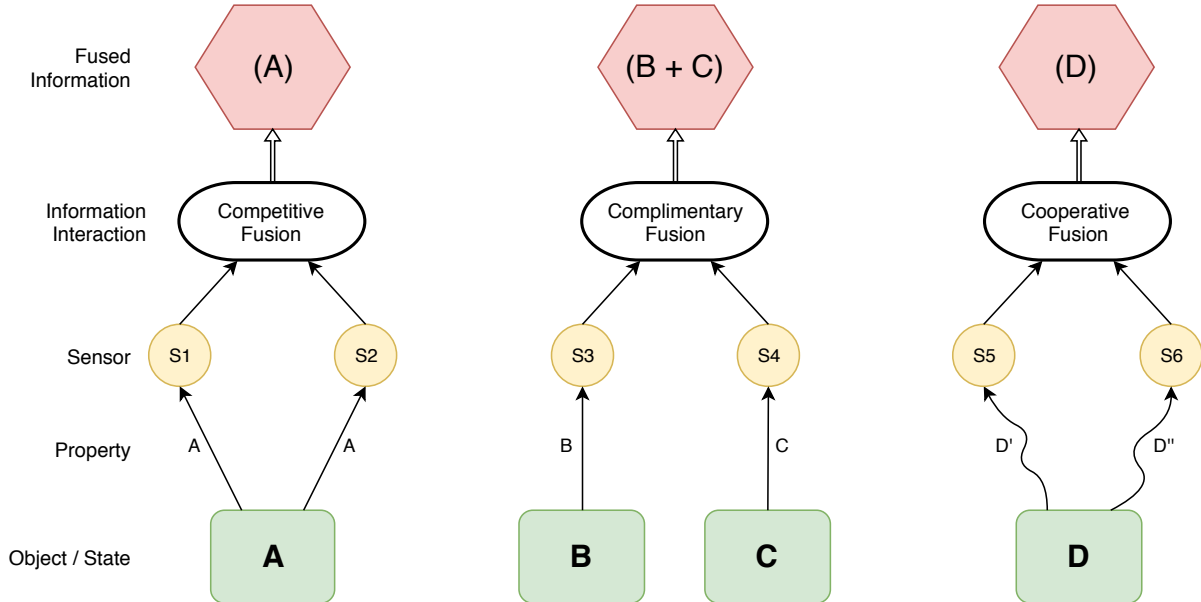 Fused
Information
(A)
(B + C)
(D)
Information
Interaction
Competitive
Fusion
Complimentary
Fusion
Cooperative
Fusion
Sensor
S1
S2
S3
S4
S5
S6
Property
A
A
B
C
D'
D"
Object / State
A
B
C
D